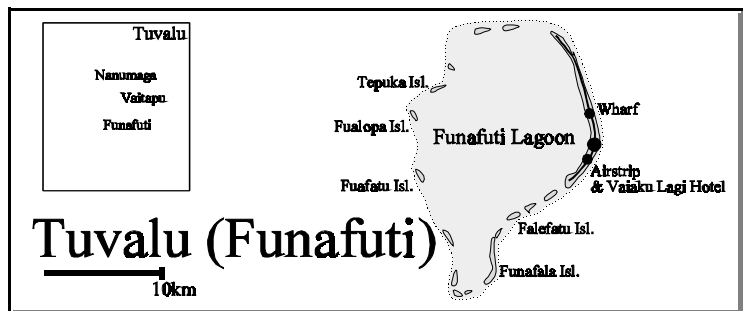 Tuvalu
Nanumaga
Vaitapu
Funafuti
Tepuka Isl.
Fualopa Isl.
Fuafatu Isl.
Funafuti Lagoon
Wharf
Airstrip
& Vaiaku Lagi Hotel
Falefatu Isl.
Funafala Isl.
Tuvalu (Funafuti)
10km